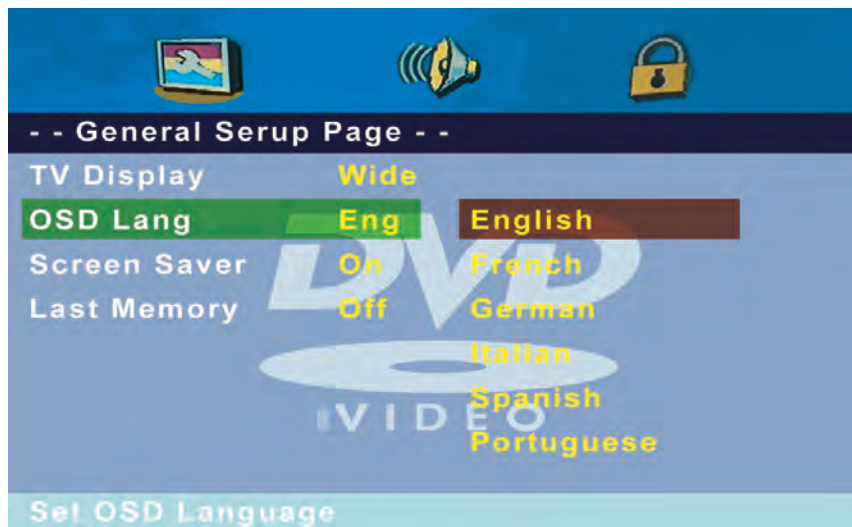 - - General Serup Page - -
TV Display Wide
OSD Lang Eng English
Screen Saver On French
Last Memory Off German
Italian
Spanish
Portuguese
DVD
VIDEO
Set OSD Language